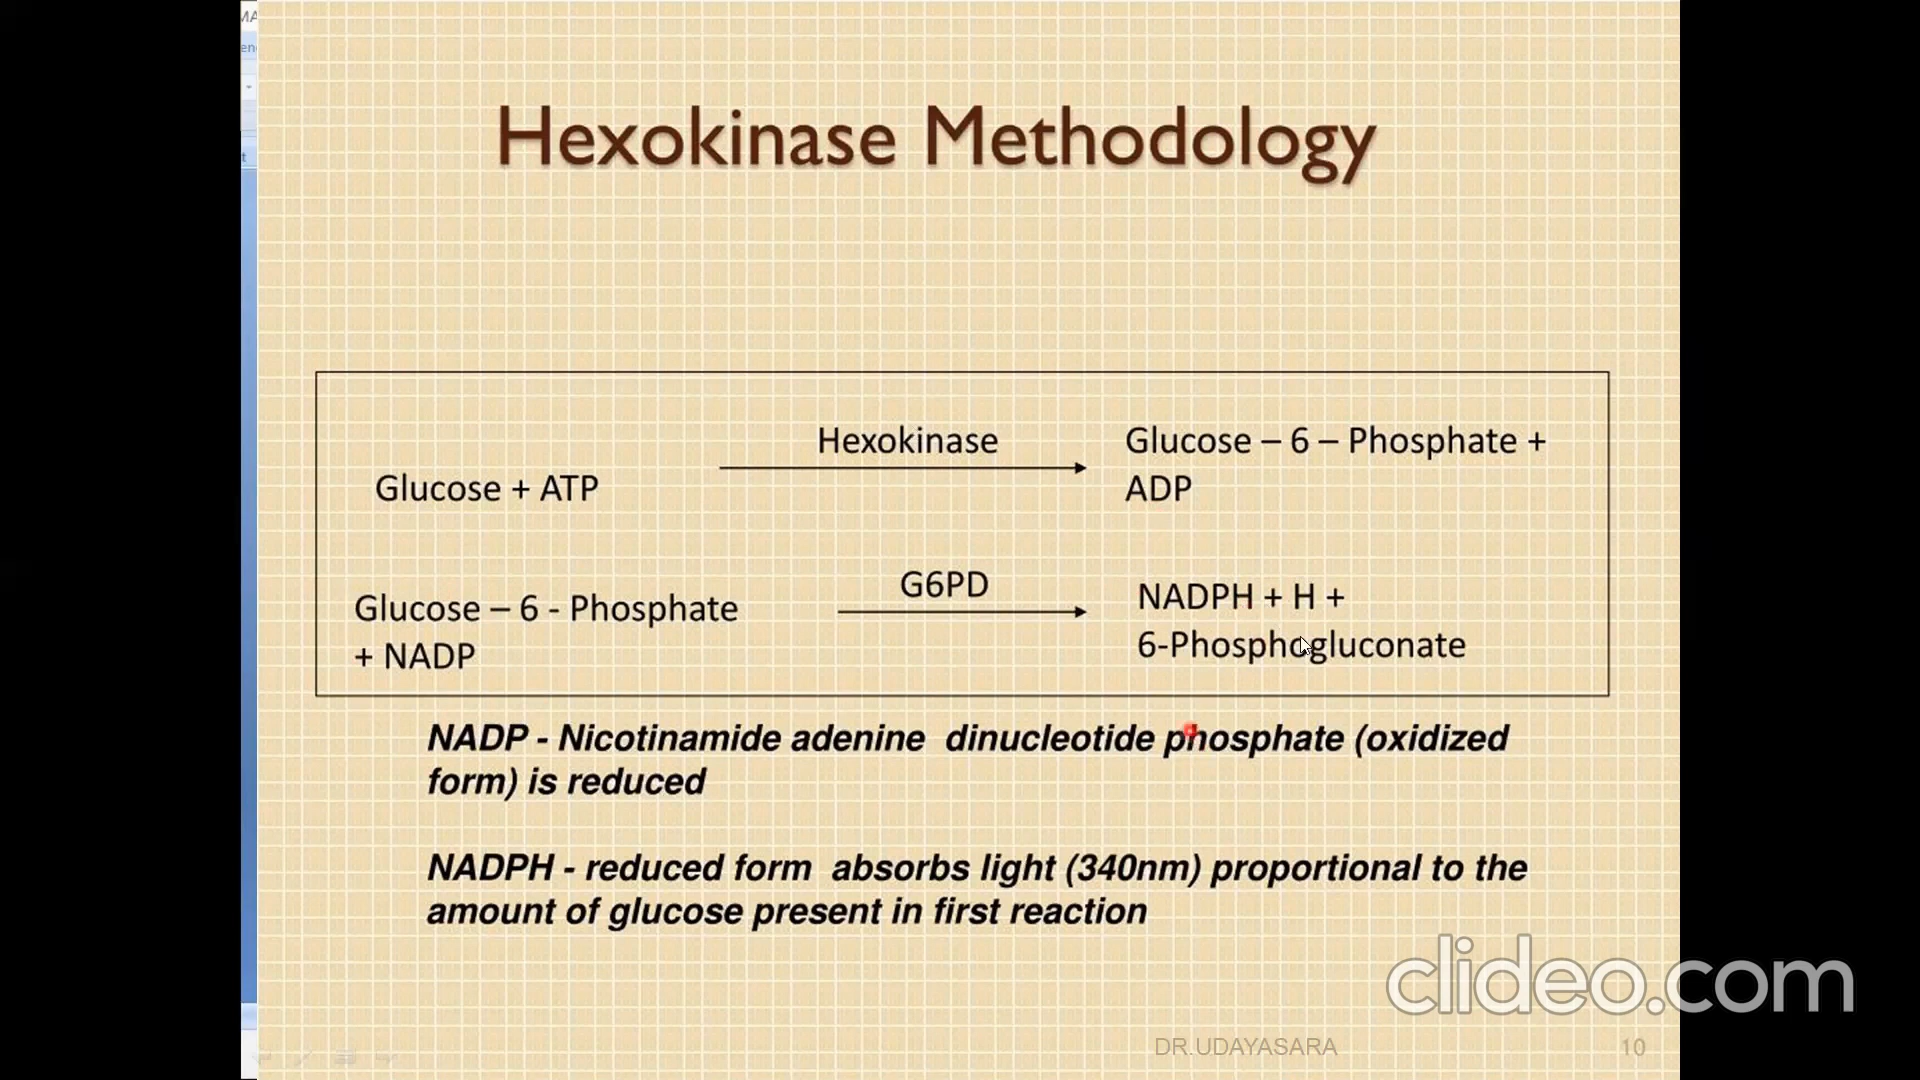 Hexokinase Methodology
Hexokinase
Glucose – 6 – Phosphate +
Glucose + ATP
ADP
G6PD
Glucose – 6 - Phosphate
+ NADP
NADPH + H +
6-Phosphogluconate
NADP - Nicotinamide adenine dinucleotide phosphate (oxidized
form) is reduced
NADPH - reduced form absorbs light (340nm) proportional to the
amount of glucose present in first reaction
clideo.com
DR.UDAYASARA
10